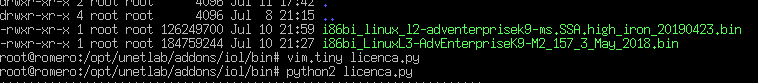 drwxr-xr-x 2 root root 4096 Jul 11 17:42 .
drwxr-xr-x 4 root root 4096 Jul 8 21:15 ..
-rwxr-xr-x 1 root root 126249700 Jul 10 21:59 i86bi_linux_l2-adventerprisek9-ms.SSA.high_iron_20190423.bin
-rwxr-xr-x 1 root root 184759244 Jul 10 21:27 i86bi_LinuxL3-AdvEnterpriseK9-M2_157_3_May_2018.bin
root@romero:/opt/unetlab/addons/iol/bin# vim.tiny licenca.py
root@romero:/opt/unetlab/addons/iol/bin# python2 licenca.py